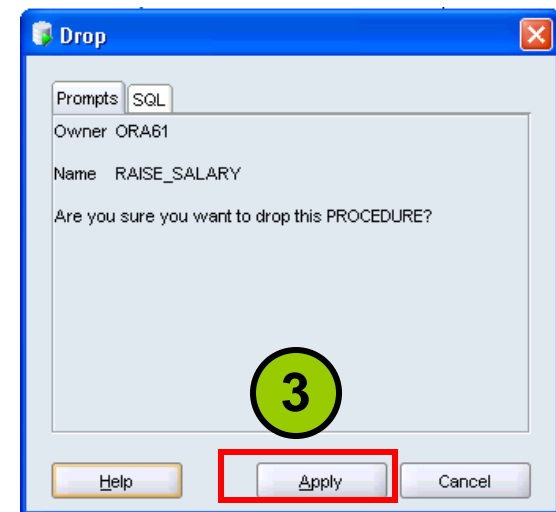 Drop
Prompts SQL
Owner ORA61
Name RAISE_SALARY
Are you sure you want to drop this PROCEDURE?
3
Help Apply Cancel